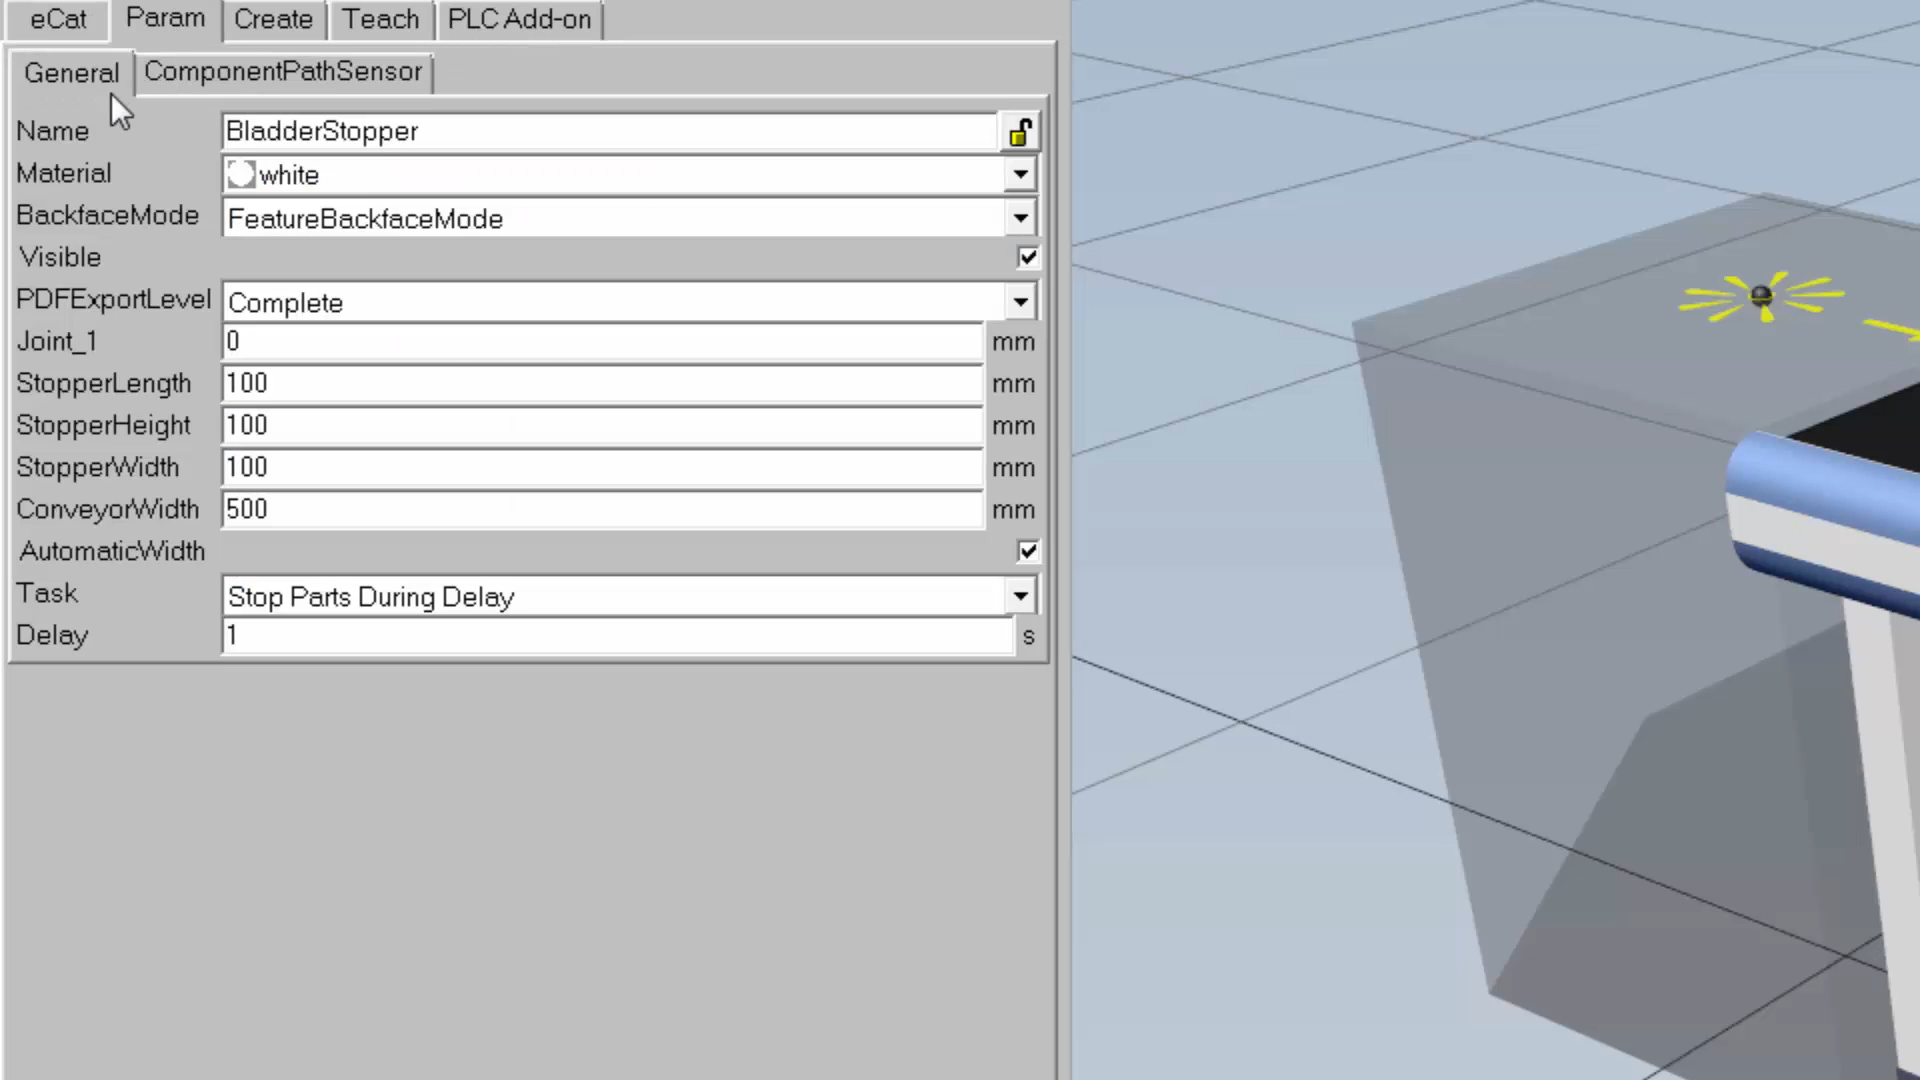 eCat Param Create Teach PLC Add-on
General ComponentPathSensor
Name BladderStopper
Material white
BackfaceMode FeatureBackfaceMode
Visible
PDFExportLevel Complete
Joint_1 0 mm
StopperLength 100 mm
StopperHeight 100 mm
StopperWidth 100 mm
ConveyorWidth 500 mm
AutomaticWidth
Task Stop Parts During Delay
Delay 1 s